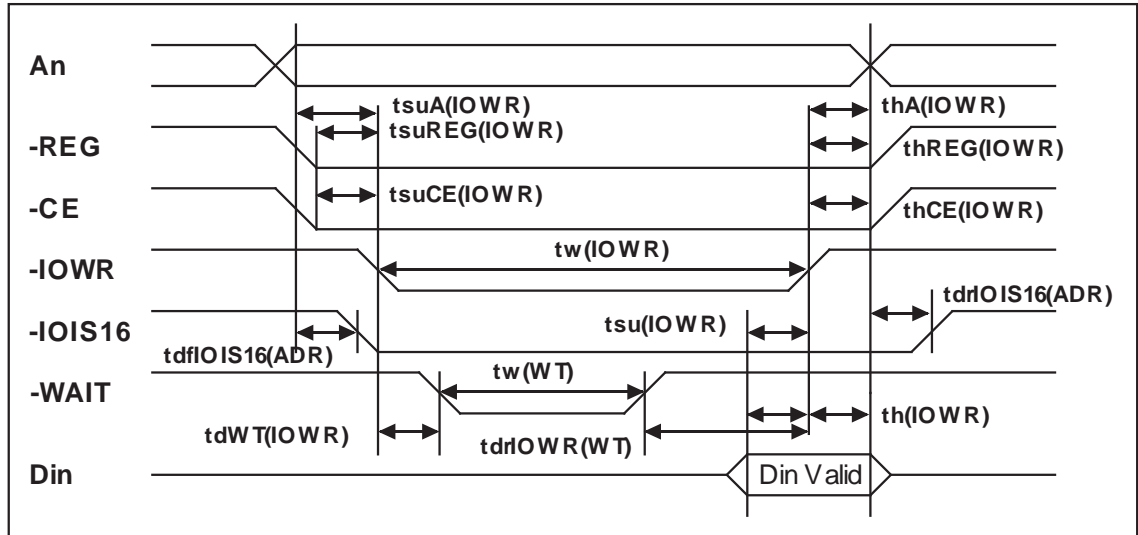 An
tsuA(IOWR)
thA(IOWR)
tsuREG(IOWR)
-REG
thREG(IOWR)
-CE
tsuCE(IOWR)
thCE(IOWR)
-IOWR
tw(IOWR)
tdrIOIS16(ADR)
-IOIS16
tsu(IOWR)
tdfIOIS16(ADR)
-WAIT
tw(WT)
th(IOWR)
tdWT(IOWR)
tdrIOWR(WT)
Din
Din Valid